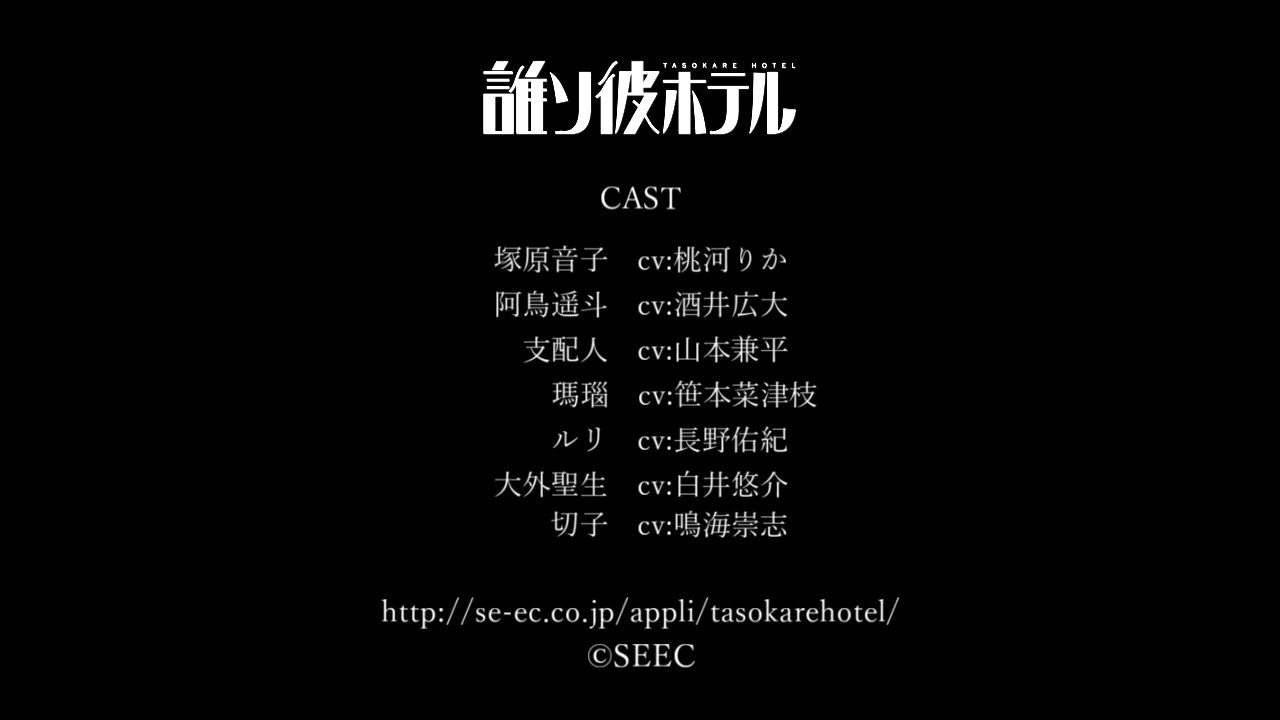 TASOKARE HOTEL
誰ソ彼ホテル
CAST
塚原音子　cv:桃河りか
阿鳥遥斗　cv:酒井広大
支配人　cv:山本兼平
瑪瑙　cv:笹本菜津枝
ルリ　cv:長野佑紀
大外聖生　cv:白井悠介
切子　cv:鳴海崇志
http://se-ec.co.jp/appli/tasokarehotel/
©SEEC